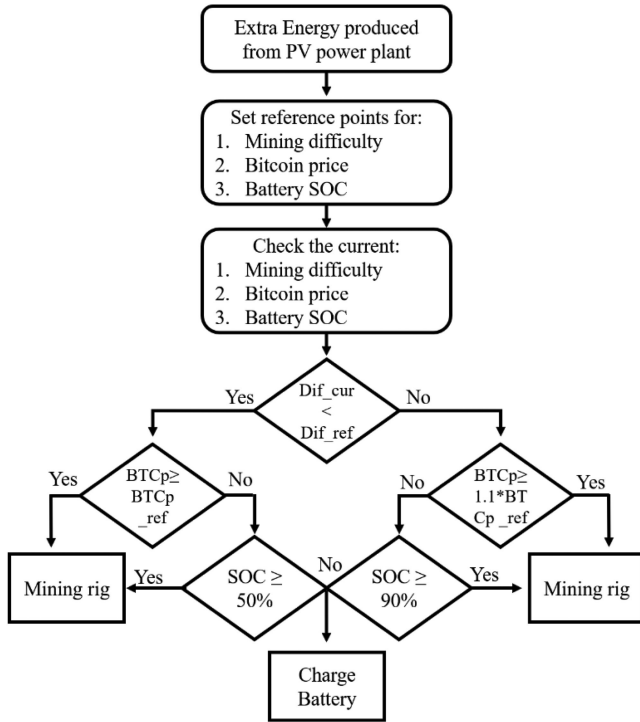 Extra Energy produced
from PV power plant
Set reference points for:
1. Mining difficulty
2. Bitcoin price
3. Battery SOC
Check the current:
1. Mining difficulty
2. Bitcoin price
3. Battery SOC
Dif_cur
<
Dif_ref
Yes
No
BTCp≥
BTCp
_ref
Yes
No
BTCp≥
1.1*BT
Cp _ref
No
Yes
Mining rig
Yes
SOC ≥
50%
No
SOC ≥
90%
Yes
Mining rig
Charge
Battery